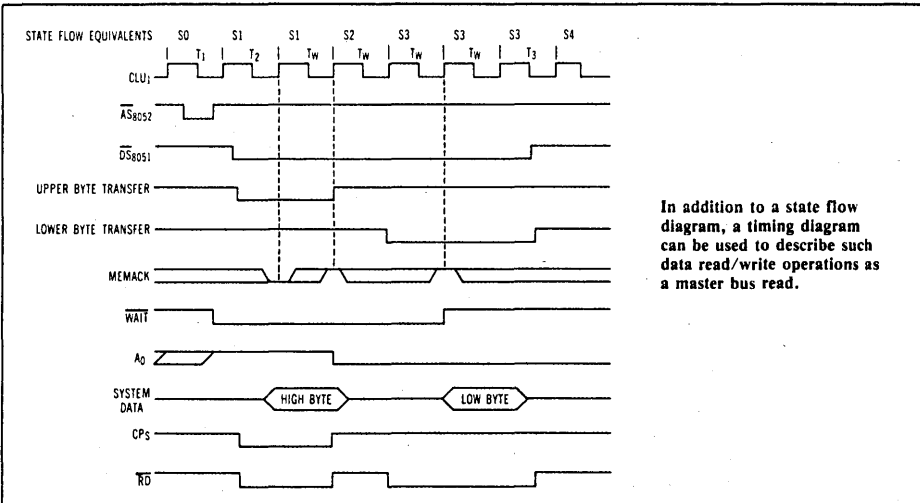 STATE FLOW EQUIVALENTS S0 S1 S1 S2 S3 S3 S3 S4
T1 T2 TW TW TW TW T3
CLU1
AS8052
DS8051
UPPER BYTE TRANSFER
LOWER BYTE TRANSFER
MEMACK
WAIT
A0
SYSTEM
DATA
HIGH BYTE LOW BYTE
CPS
RD
In addition to a state flow
diagram, a timing diagram
can be used to describe such
data read/write operations as
a master bus read.